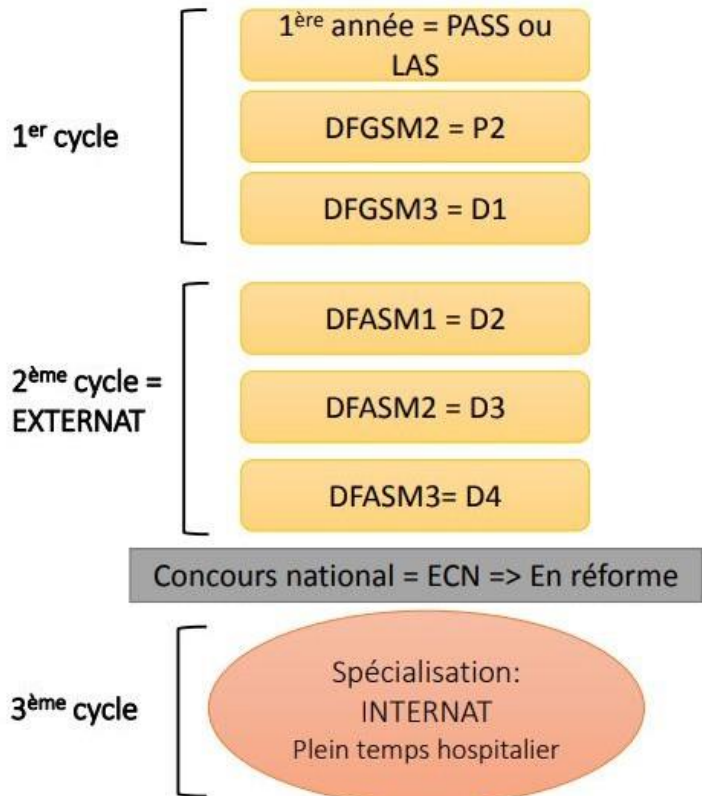 1ère année = PASS ou
LAS
1er cycle
DFGSM2 = P2
DFGSM3 = D1
DFASM1 = D2
2ème cycle =
EXTERNAT
DFASM2 = D3
DFASM3= D4
Concours national = ECN => En réforme
Spécialisation:
INTERNAT
3ème cycle
Plein temps hospitalier